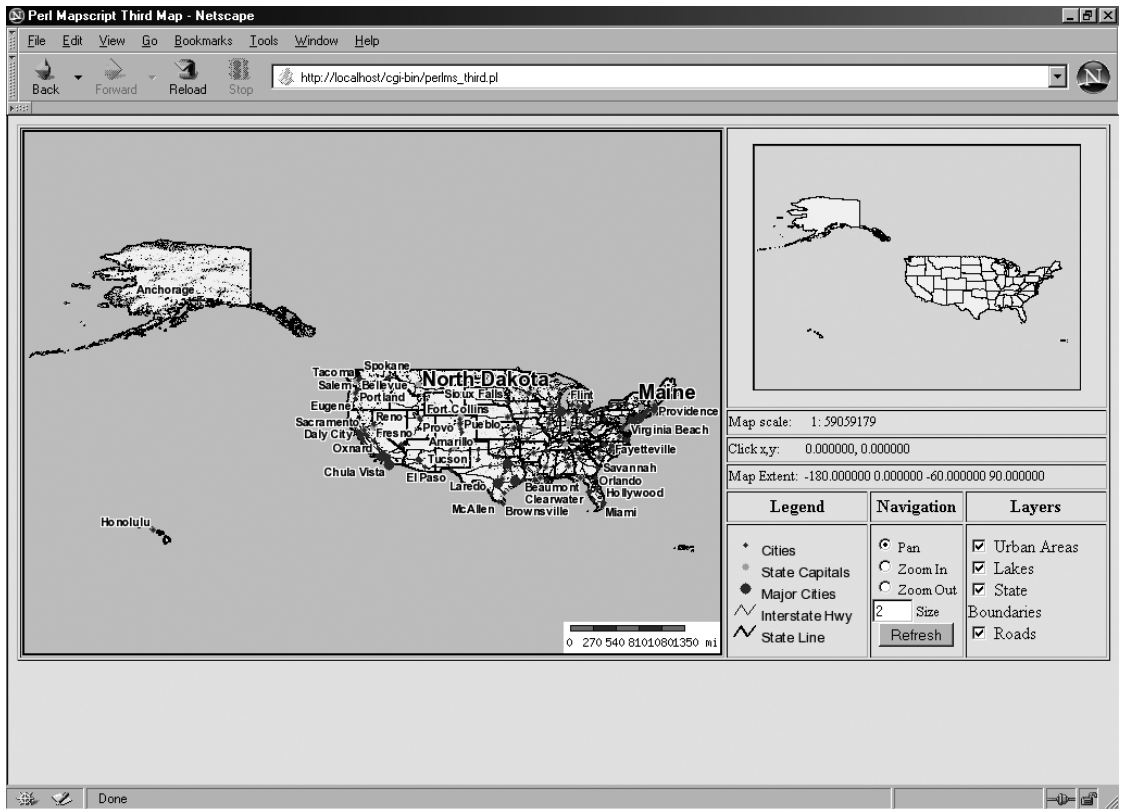 Perl Mapscript Third Map - Netscape
File Edit View Go Bookmarks Tools Window Help
Back Forward Reload Stop
http://localhost/cgi-bin/perlms_third.pl
N
Anchorage
Spokane
Tacoma
North Dakota
Salem Bellevue
Maine
Portland
Sioux Falls
Flint
Eugene
Fort Collins
Providence
Reno
Sacramento
Provo Pueblo
Virginia Beach
Daly City
Fresno
Amarillo
Fayetteville
Oxnard
Tucson
Savannah
Chula Vista
El Paso
Orlando
Laredo
Beaumont
Hollywood
Clearwater
McAllen Brownsville
Miami
Honolulu
0 270 540 81010801350 mi
Map scale: 1: 59059179
Click x,y: 0.000000, 0.000000
Map Extent: -180.000000 0.000000 -60.000000 90.000000
Legend
Cities
State Capitals
Major Cities
Interstate Hwy
State Line
Navigation
Pan
Zoom In
Zoom Out
2 Size
Refresh
Layers
Urban Areas
Lakes
State
Boundaries
Roads
Done